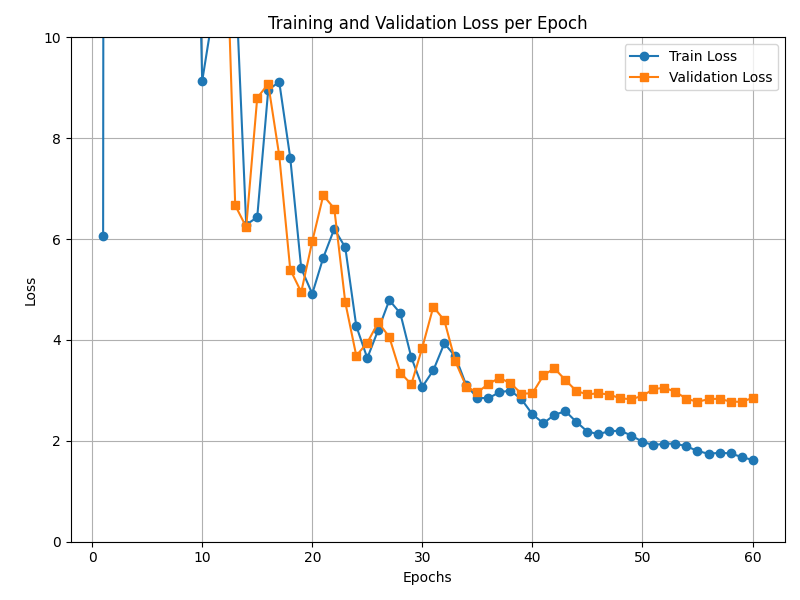 Training and Validation Loss per Epoch
Train Loss
Validation Loss
Loss
10
8
6
4
2
0
0 10 20 30 40 50 60
Epochs